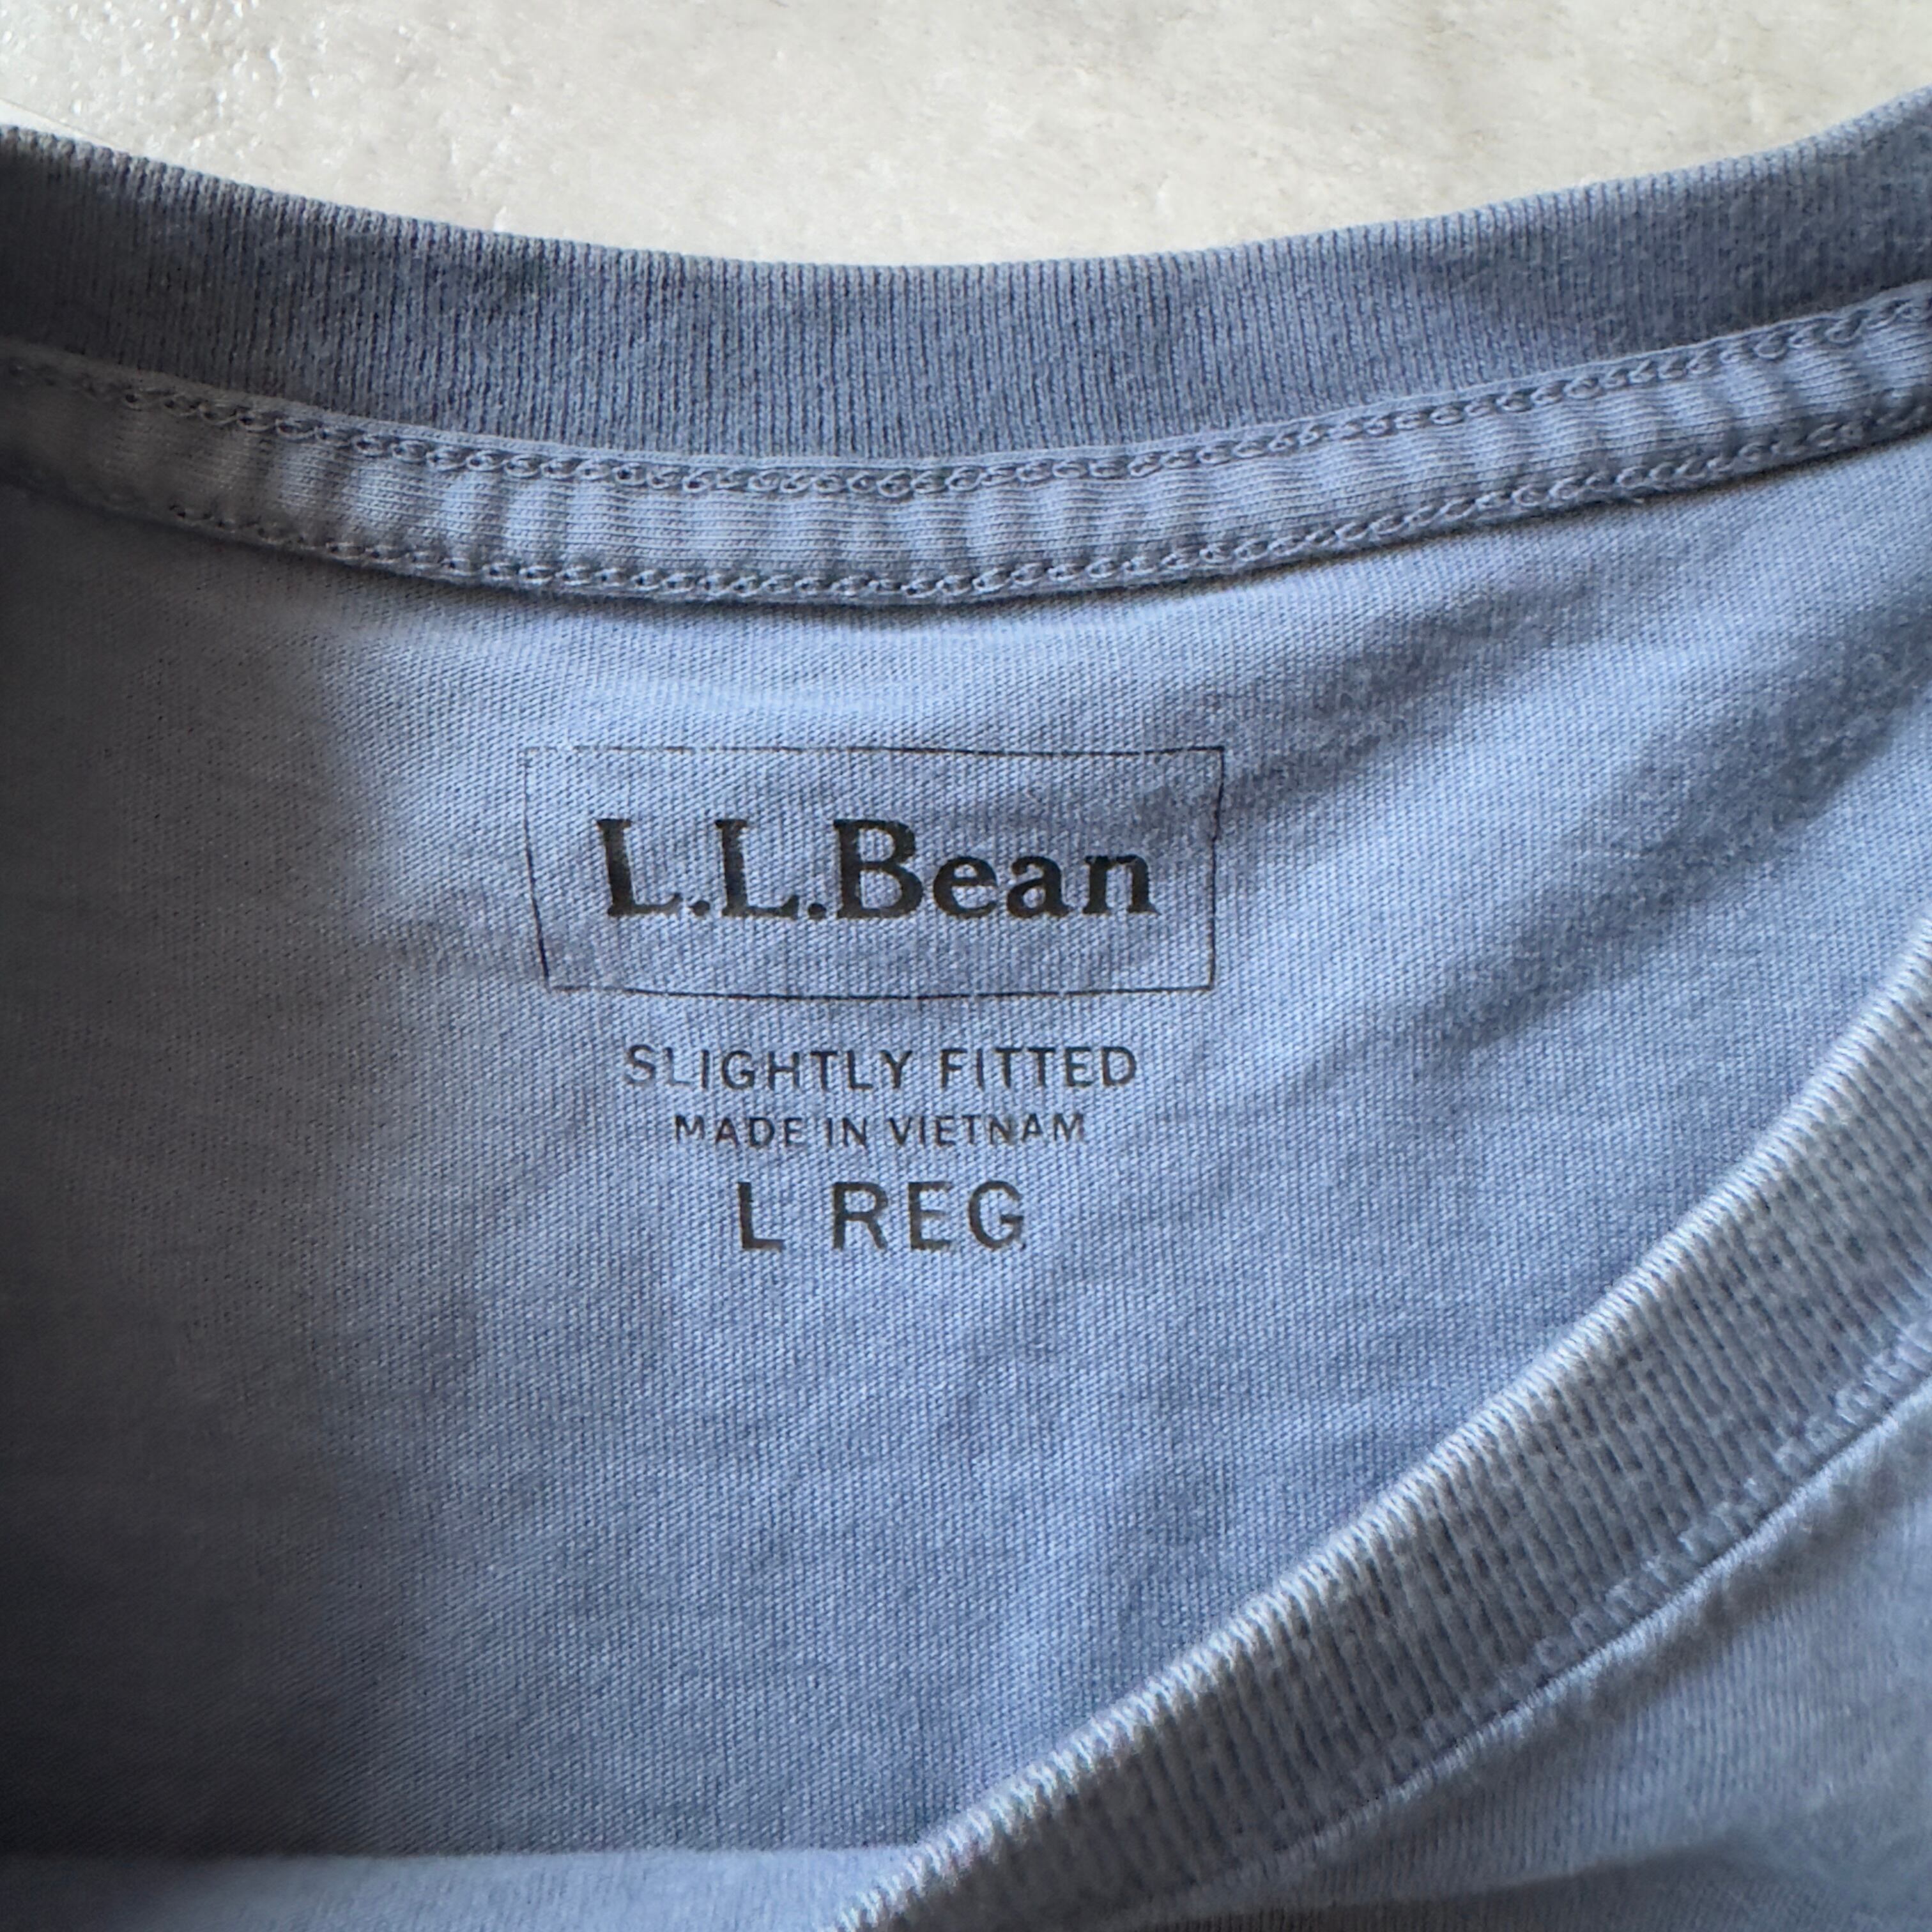 L.L.Bean
SLIGHTLY FITTED
MADE IN VIETNAM
L REG